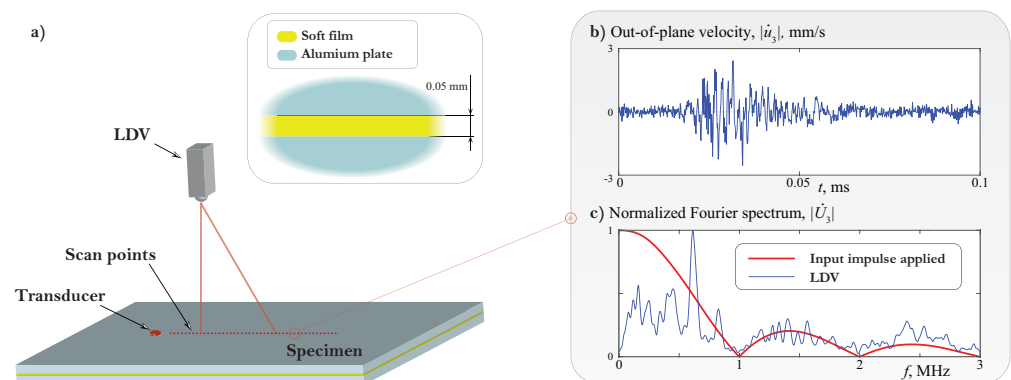 a)
Soft film
Alumium plate
0.05 mm
LDV
Scan points
Transducer
Specimen
b) Out-of-plane velocity, |u̇₃|, mm/s
3
0
-3
0
0.05
0.1
t, ms
c) Normalized Fourier spectrum, |U̇₃|
1
Input impulse applied
LDV
0
0
1
2
3
f, MHz